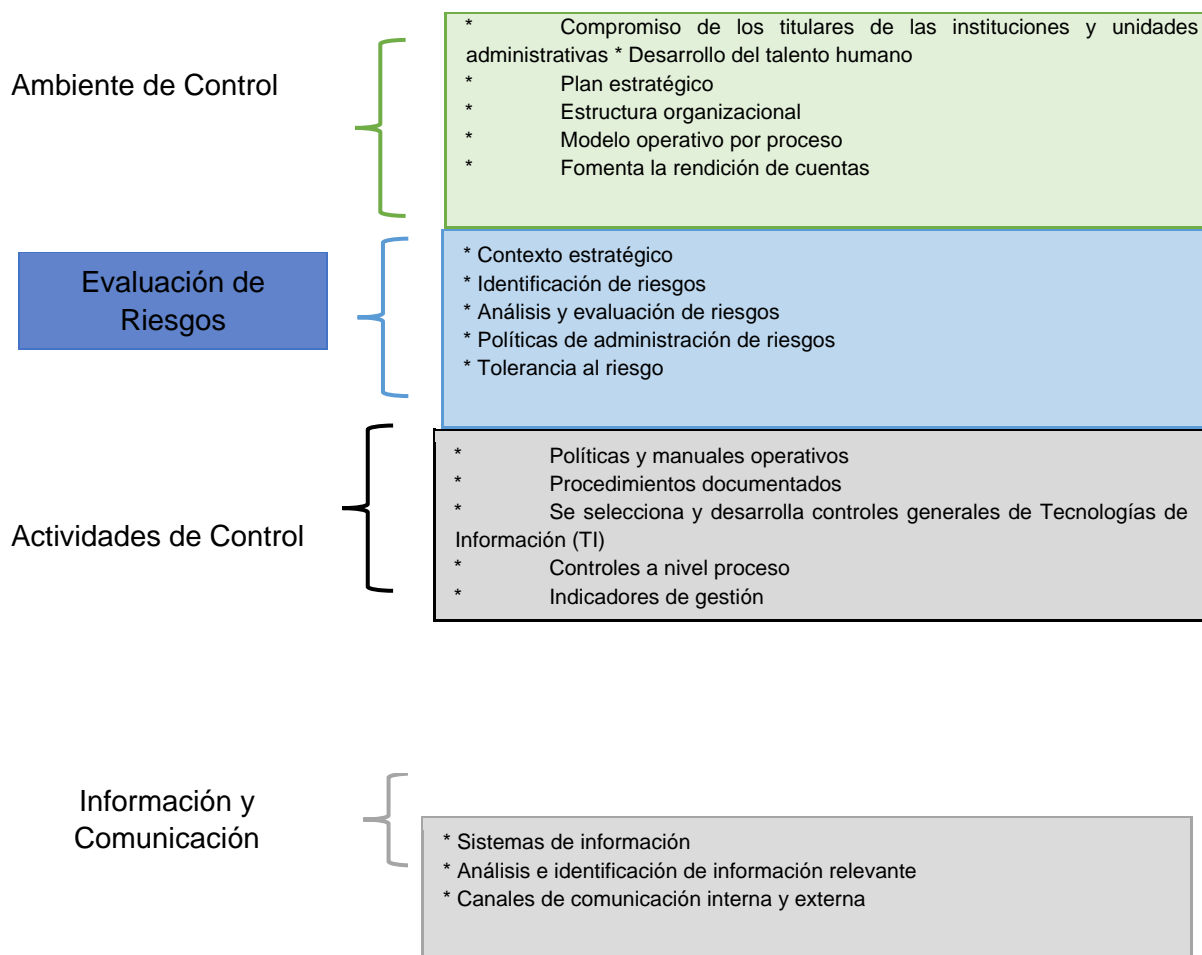 Ambiente de Control
* Compromiso de los titulares de las instituciones y unidades
administrativas * Desarrollo del talento humano
* Plan estratégico
* Estructura organizacional
* Modelo operativo por proceso
* Fomenta la rendición de cuentas
Evaluación de
Riesgos
* Contexto estratégico
* Identificación de riesgos
* Análisis y evaluación de riesgos
* Políticas de administración de riesgos
* Tolerancia al riesgo
Actividades de Control
* Políticas y manuales operativos
* Procedimientos documentados
* Se selecciona y desarrolla controles generales de Tecnologías de
Información (TI)
* Controles a nivel proceso
* Indicadores de gestión
Información y
Comunicación
* Sistemas de información
* Análisis e identificación de información relevante
* Canales de comunicación interna y externa